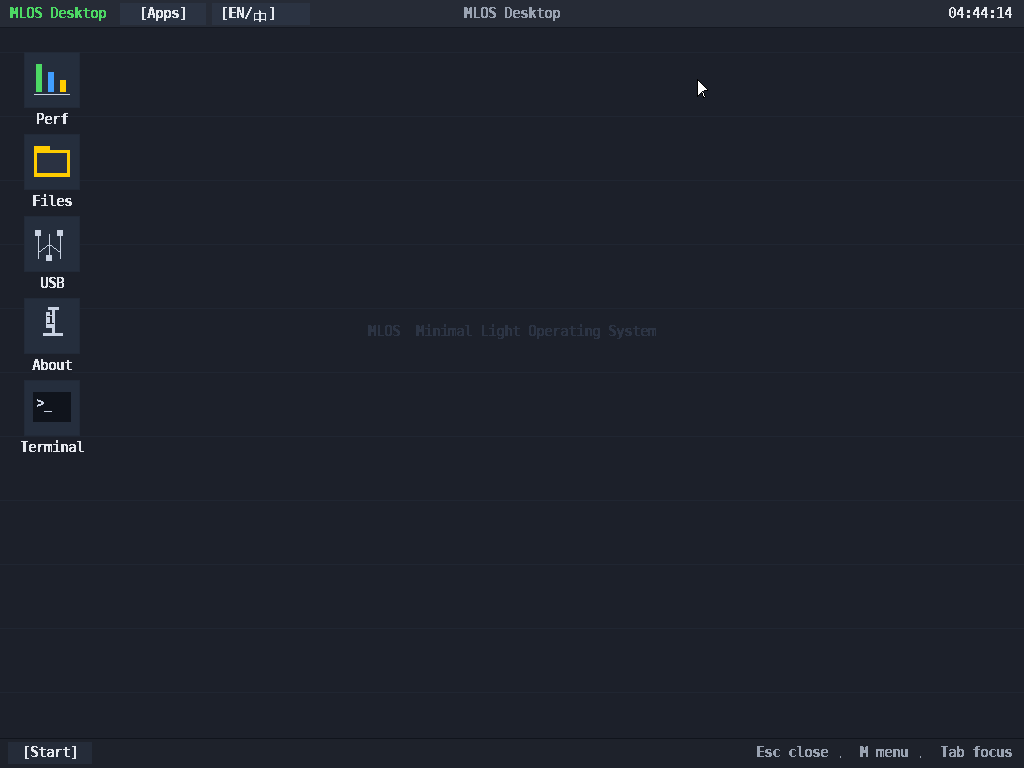 MLOS Desktop [Apps] [EN/中] MLOS Desktop 04:44:14
Perf
Files
USB
About
Terminal
>_
MLOS Minimal Light Operating System
[Start] Esc close . M menu . Tab focus